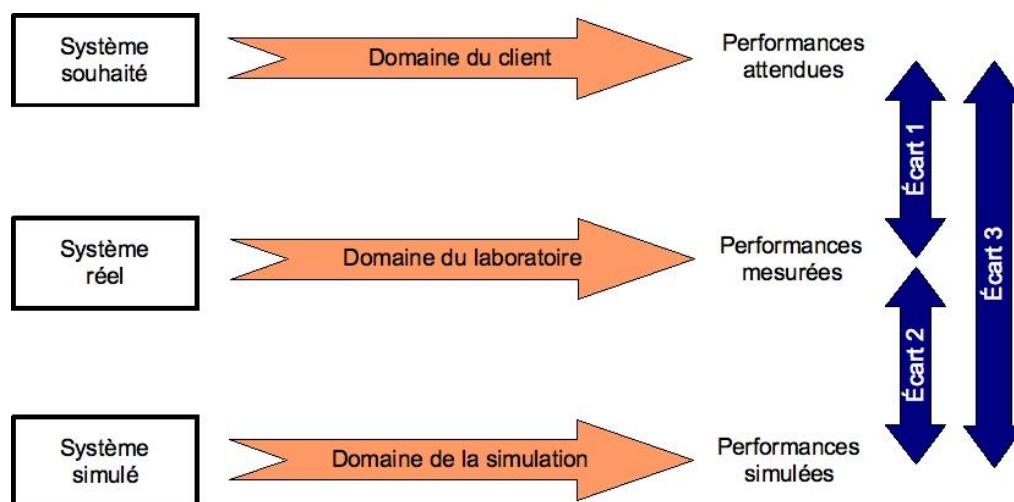 Système
souhaité
Domaine du client
Performances
attendues
Écart 1
Écart 3
Système
réel
Domaine du laboratoire
Performances
mesurées
Écart 2
Système
simulé
Domaine de la simulation
Performances
simulées